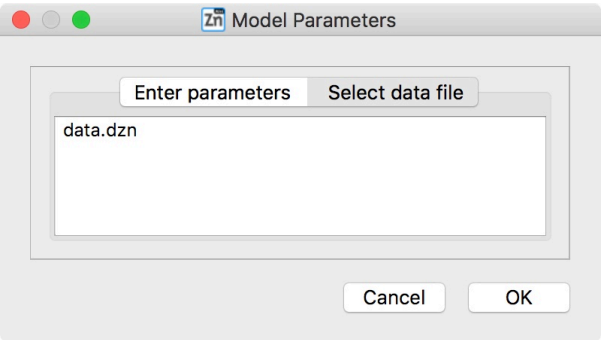 Zn Model Parameters
Enter parameters Select data file
data.dzn
Cancel OK